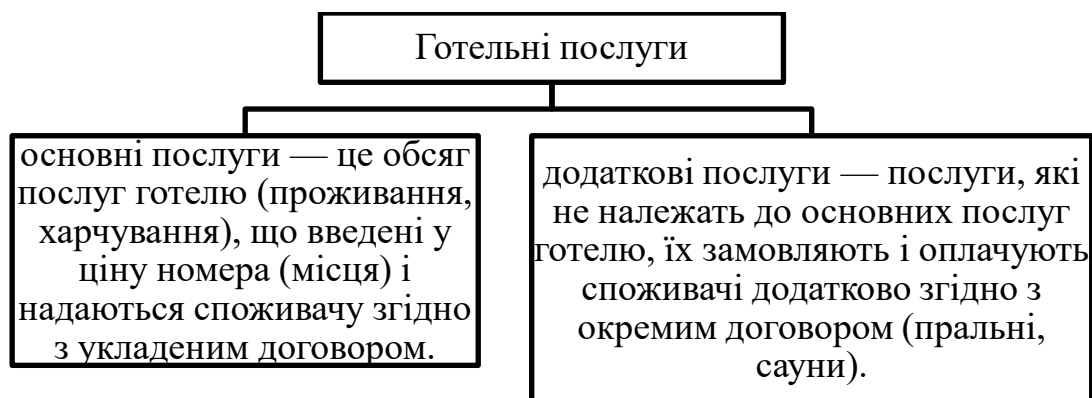 Готельні послуги
основні послуги — це обсяг
послуг готелю (проживання,
харчування), що введені у
ціну номера (місця) і
надаються споживачу згідно
з укладеним договором.
додаткові послуги — послуги, які
не належать до основних послуг
готелю, їх замовляють і оплачують
споживачі додатково згідно з
окремим договором (пральні,
сауни).